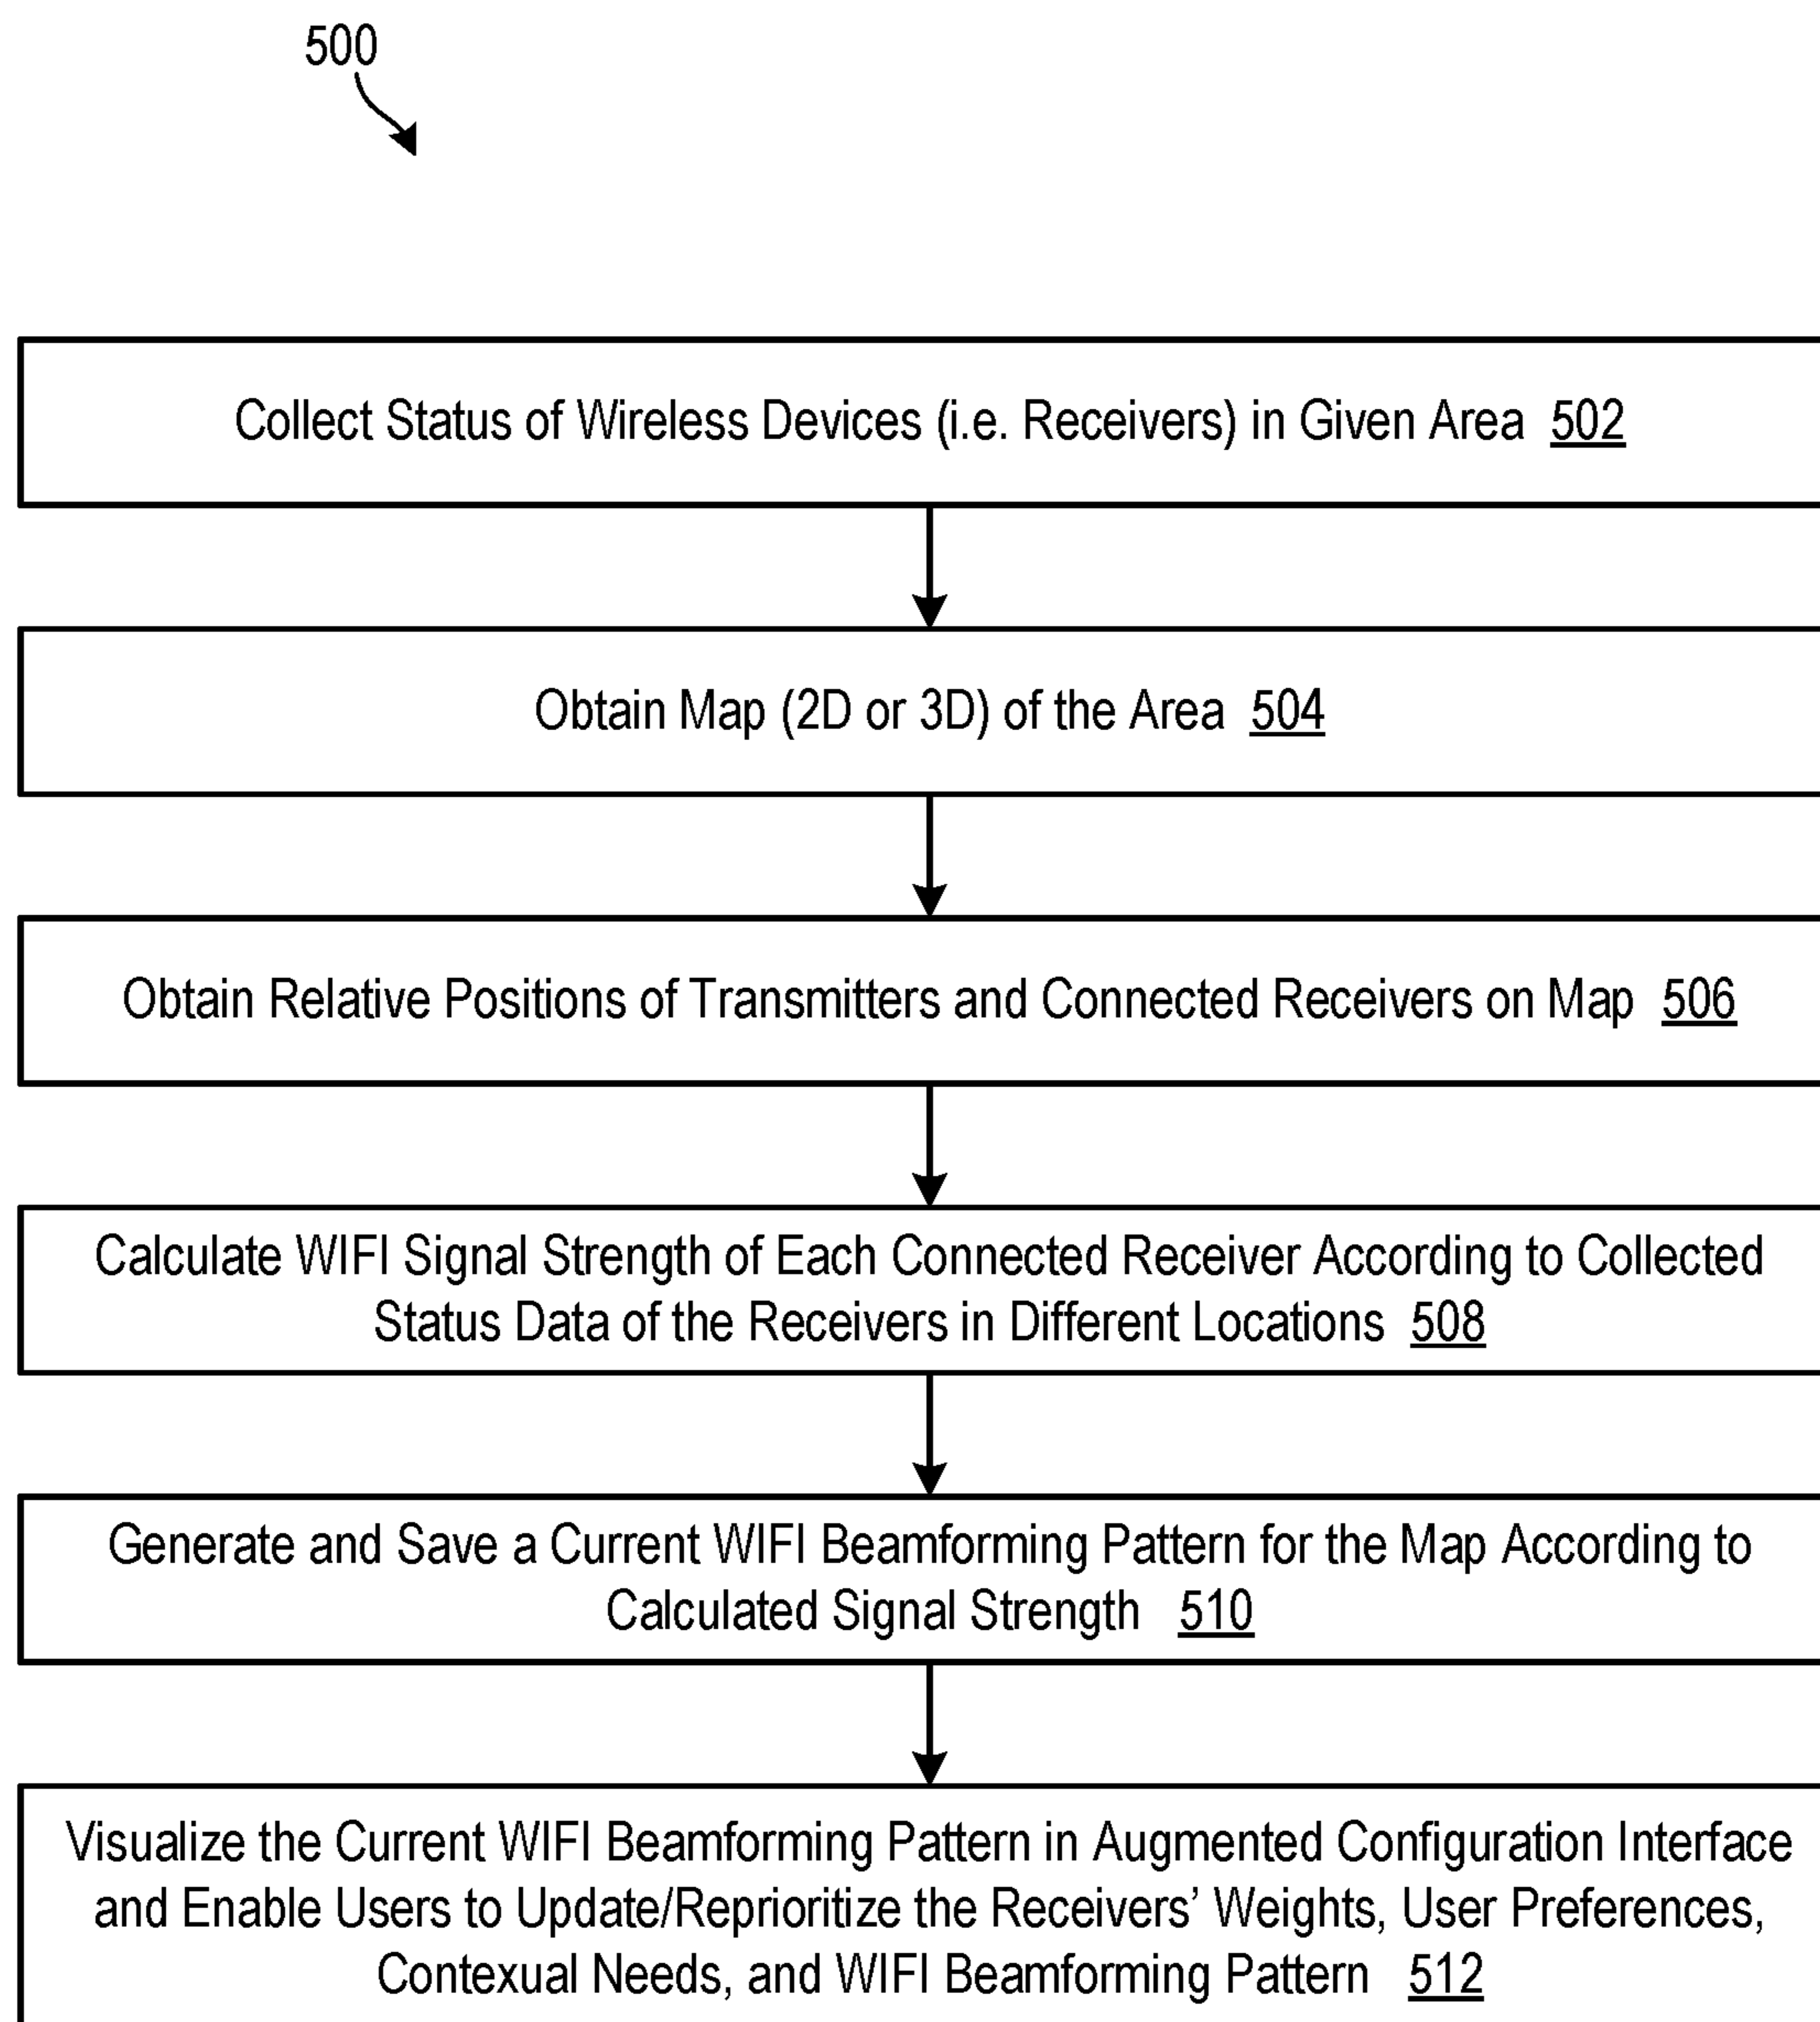 500
Collect Status of Wireless Devices (i.e. Receivers) in Given Area 502
Obtain Map (2D or 3D) of the Area 504
Obtain Relative Positions of Transmitters and Connected Receivers on Map 506
Calculate WIFI Signal Strength of Each Connected Receiver According to Collected
Status Data of the Receivers in Different Locations 508
Generate and Save a Current WIFI Beamforming Pattern for the Map According to
Calculated Signal Strength 510
Visualize the Current WIFI Beamforming Pattern in Augmented Configuration Interface
and Enable Users to Update/Reprioritize the Receivers’ Weights, User Preferences,
Contexual Needs, and WIFI Beamforming Pattern 512